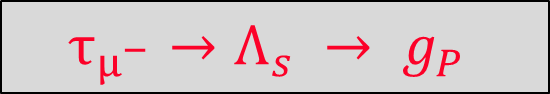 τ_μ⁻ → Λ_s → g_P